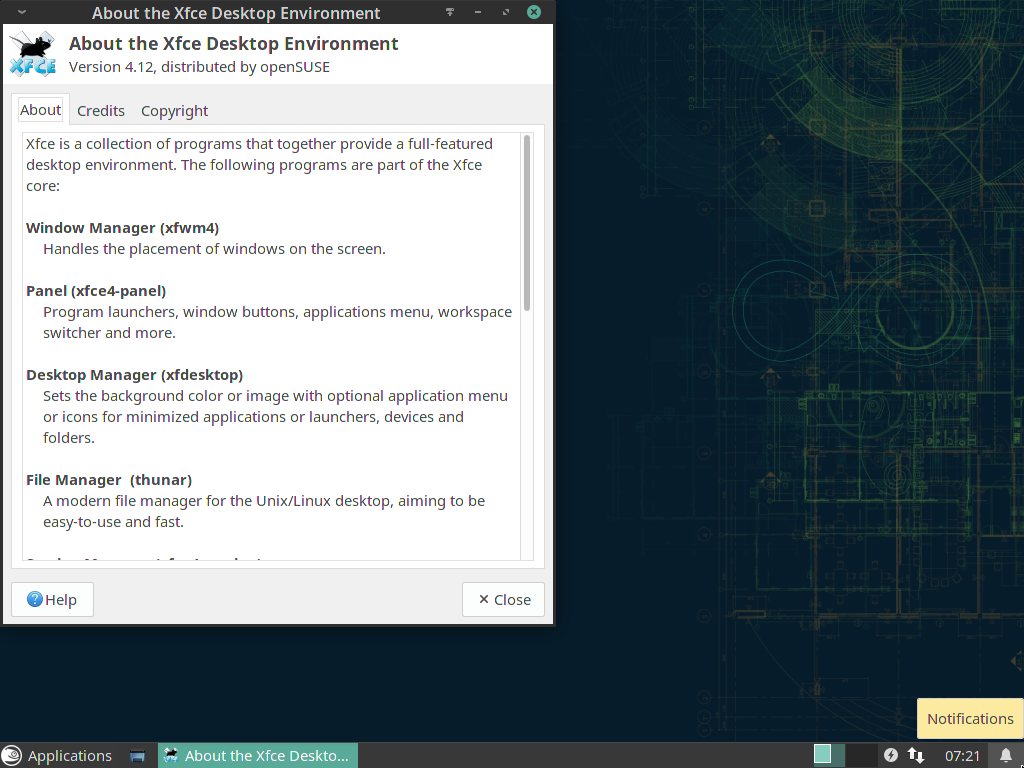 About the Xfce Desktop Environment
About the Xfce Desktop Environment
Version 4.12, distributed by openSUSE
XFCE
About
Credits
Copyright
Xfce is a collection of programs that together provide a full-featured
desktop environment. The following programs are part of the Xfce
core:
Window Manager (xfwm4)
Handles the placement of windows on the screen.
Panel (xfce4-panel)
Program launchers, window buttons, applications menu, workspace
switcher and more.
Desktop Manager (xfdesktop)
Sets the background color or image with optional application menu
or icons for minimized applications or launchers, devices and
folders.
File Manager  (thunar)
A modern file manager for the Unix/Linux desktop, aiming to be
easy-to-use and fast.
Help
Close
Notifications
Applications
About the Xfce Deskto...
07:21